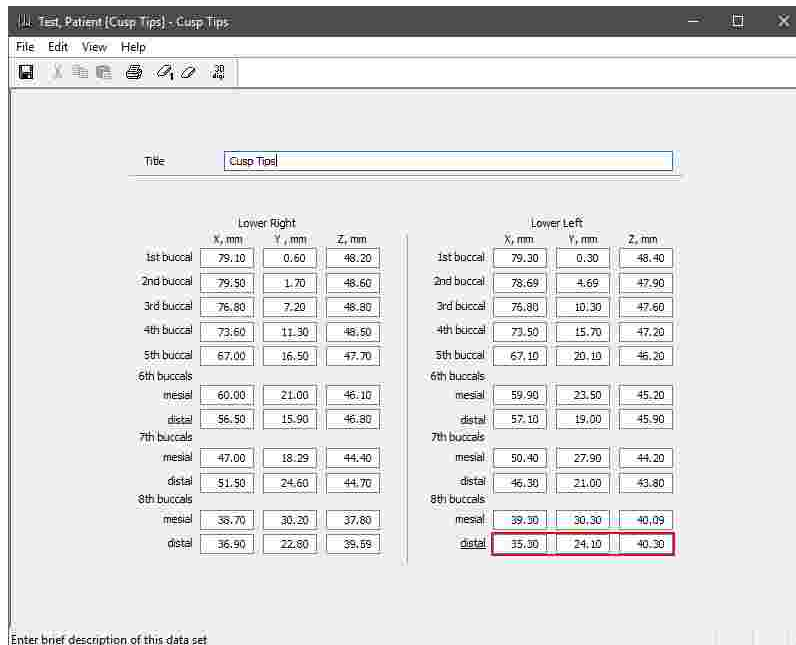 Test, Patient [Cusp Tips] - Cusp Tips
File Edit View Help
Title Cusp Tips
Lower Right Lower Left
X, mm Y , mm Z, mm X, mm Y, mm Z, mm
1st buccal 79.10 0.60 48.20 1st buccal 79.30 0.30 48.40
2nd buccal 79.50 1.70 48.60 2nd buccal 78.69 4.69 47.90
3rd buccal 76.80 7.20 48.80 3rd buccal 76.80 10.30 47.60
4th buccal 73.60 11.30 48.50 4th buccal 73.50 15.70 47.20
5th buccal 67.00 16.50 47.70 5th buccal 67.10 20.10 46.20
6th buccals 6th buccals
mesial 60.00 21.00 46.10 mesial 59.90 23.50 45.20
distal 56.50 15.90 46.80 distal 57.10 19.00 45.90
7th buccals 7th buccals
mesial 47.00 18.29 44.40 mesial 50.40 27.90 44.20
distal 51.50 24.60 44.70 distal 46.30 21.00 43.80
8th buccals 8th buccals
mesial 38.70 30.20 37.80 mesial 39.30 30.30 40.09
distal 36.90 22.80 39.59 distal 35.30 24.10 40.30
Enter brief description of this data set